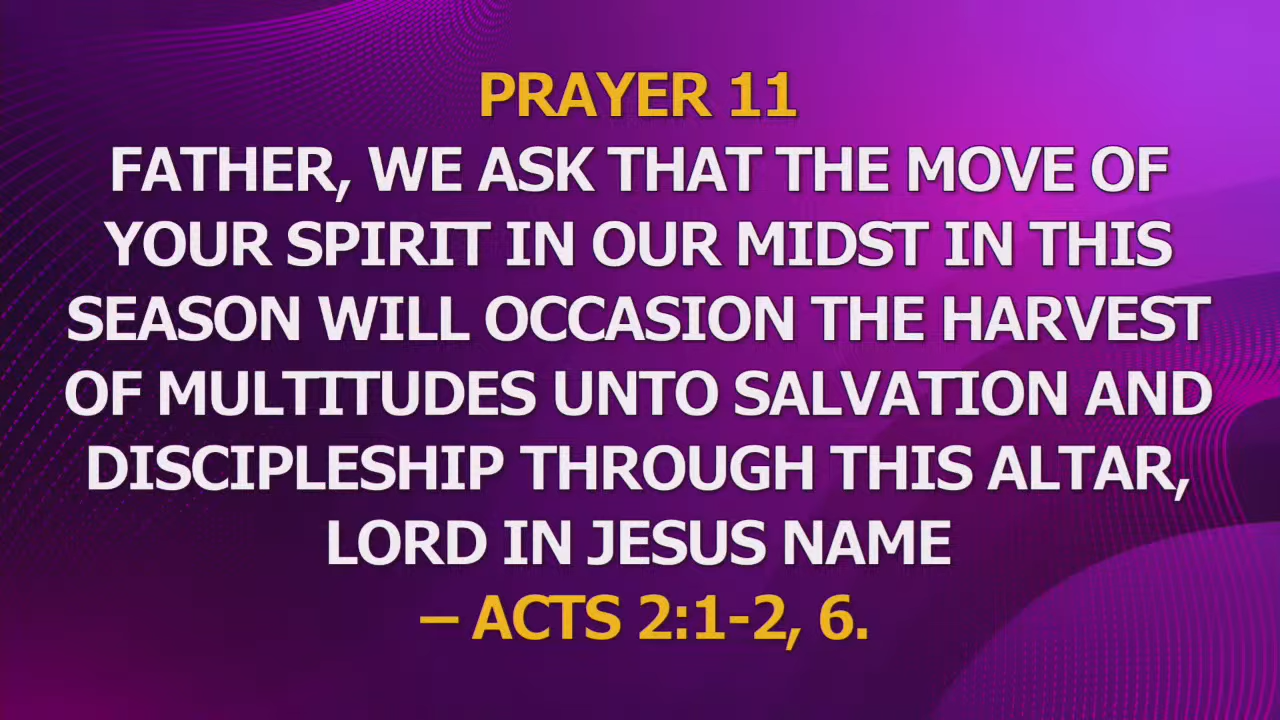 PRAYER 11
FATHER, WE ASK THAT THE MOVE OF
YOUR SPIRIT IN OUR MIDST IN THIS
SEASON WILL OCCASION THE HARVEST
OF MULTITUDES UNTO SALVATION AND
DISCIPLESHIP THROUGH THIS ALTAR,
LORD IN JESUS NAME
– ACTS 2:1-2, 6.